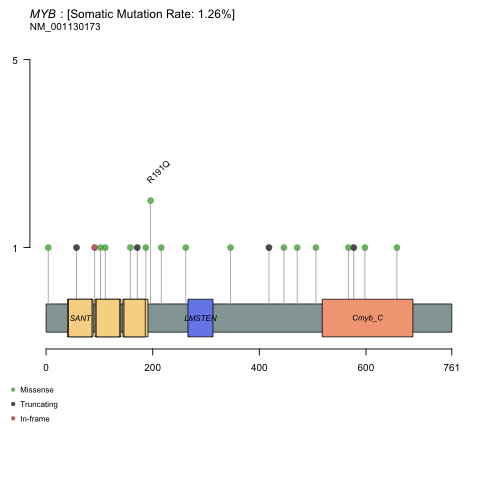 MYB : [Somatic Mutation Rate: 1.26%]
NM_001130173
5
R191Q
1
SANT
LMSTEN
Cmyb_C
0 200 400 600 761
Missense
Truncating
In-frame